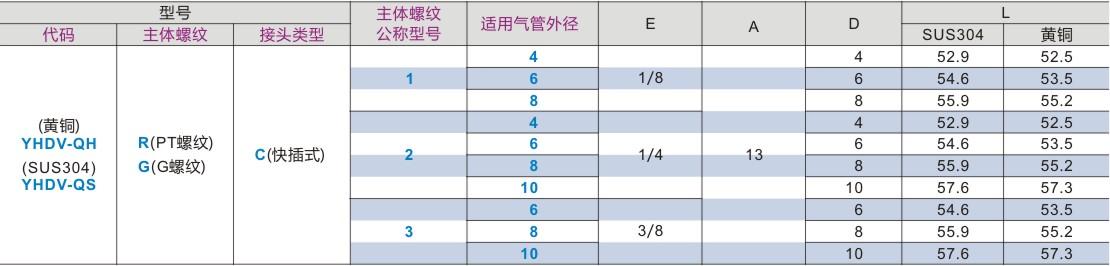 型号 主体螺纹公称型号 适用气管外径 E A D L
代码 主体螺纹 接头类型 SUS304 黄铜
4 4 52.9 52.5
1 6 1/8 6 54.6 53.5
8 8 55.9 55.2
(黄铜) 4 4 52.9 52.5
YHDV-QH R(PT螺纹) 6 6 54.6 53.5
C(快插式) 2 1/4 13
(SUS304) G(G螺纹) 8 8 55.9 55.2
YHDV-QS 10 10 57.6 57.3
6 6 54.6 53.5
3 8 3/8 8 55.9 55.2
10 10 57.6 57.3